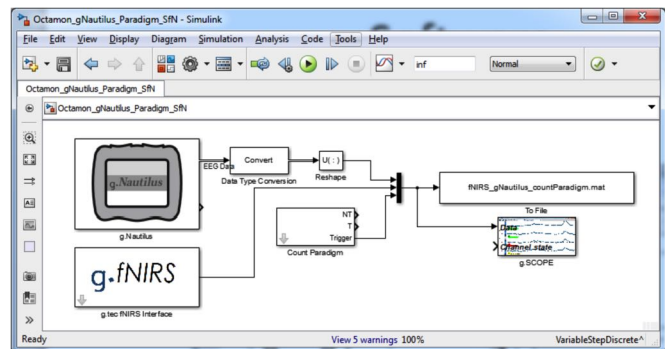 Octamon_gNautilus_Paradigm_SfN - Simulink
File Edit View Display Diagram Simulation Analysis Code Tools Help
inf
Normal
Octamon_gNautilus_Paradigm_SfN
Octamon_gNautilus_Paradigm_SfN
g.Nautilus
EEG Data
Convert
U( : )
Data Type Conversion
Reshape
g.Nautilus
NT
T
Trigger
Count Paradigm
fNIRS_gNautilus_countParadigm.mat
To File
Data
Channel state
g.SCOPE
g.fNIRS
g.tec fNIRS Interface
Ready
View 5 warnings
100%
VariableStepDiscrete^